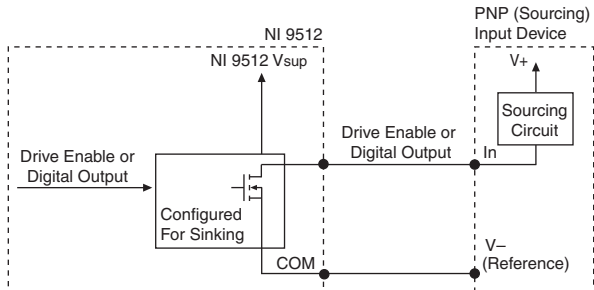 NI 9512
PNP (Sourcing)
Input Device
NI 9512 Vsup
V+
Sourcing
Circuit
Drive Enable or
Digital Output
Drive Enable or
Digital Output
In
Configured
For Sinking
COM
V–
(Reference)